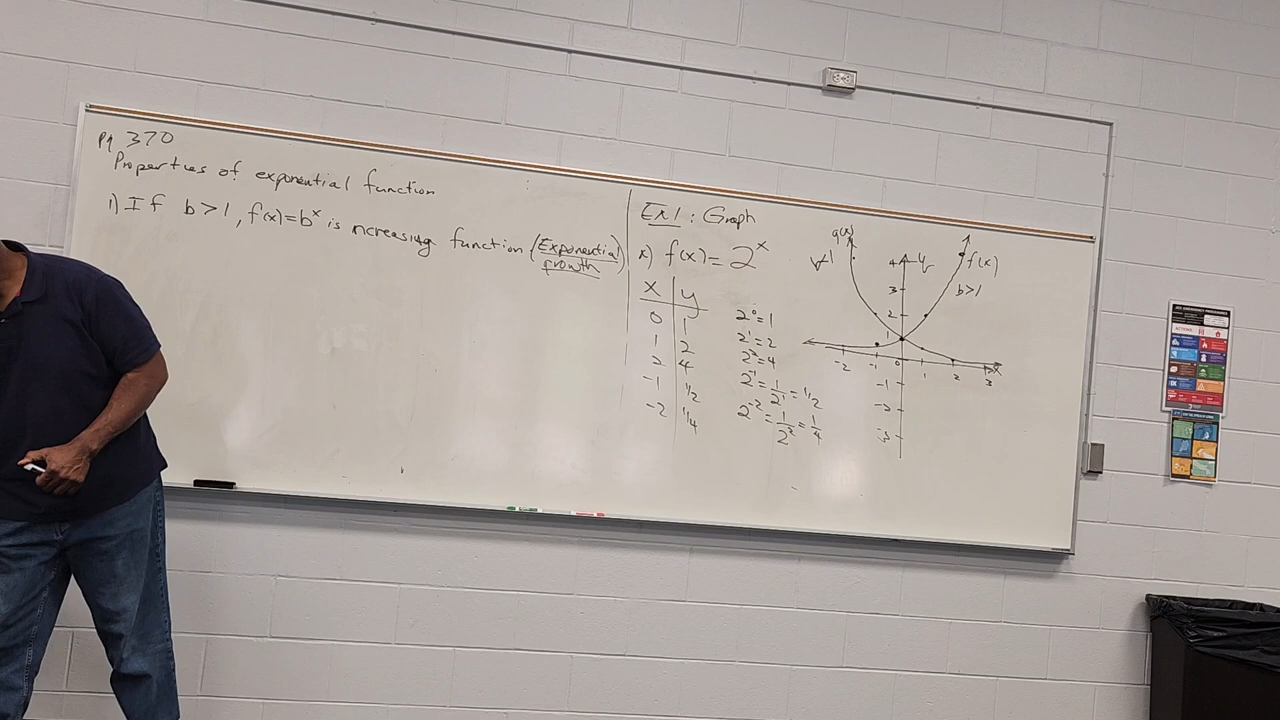 Pg 370
Properties of exponential function
1) If b>1, f(x)=b^x is increasing function (Exponential growth)
Ex1: Graph
x) f(x) = 2^x
x y
0 1
1 2
2 4
-1 1/2
-2 1/4
2^0=1
2^1=2
2^2=4
2^-1=1/2^1=1/2
2^-2=1/2^2=1/4
g(x)
f(x)
b>1
y
4
3
2
1
-2 -1 0 1 2 3 x
-1
-2
-3